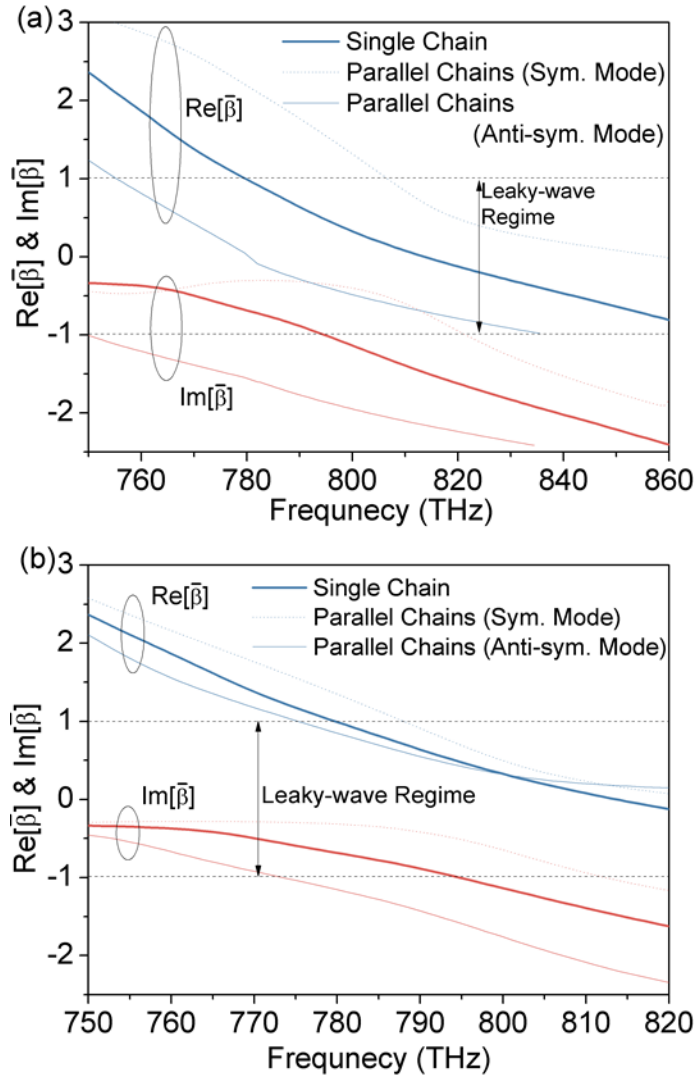 (a)
3
2
1
0
-1
-2
Re[β̄] & Im[β̄]
Single Chain
Parallel Chains (Sym. Mode)
Parallel Chains
(Anti-sym. Mode)
Re[β̄]
Leaky-wave
Regime
Im[β̄]
760 780 800 820 840 860
Frequnecy (THz)
(b)
3
2
1
0
-1
-2
Re[β̄] & Im[β̄]
Single Chain
Parallel Chains (Sym. Mode)
Parallel Chains (Anti-sym. Mode)
Re[β̄]
Im[β̄]
Leaky-wave Regime
750 760 770 780 790 800 810 820
Frequnecy (THz)